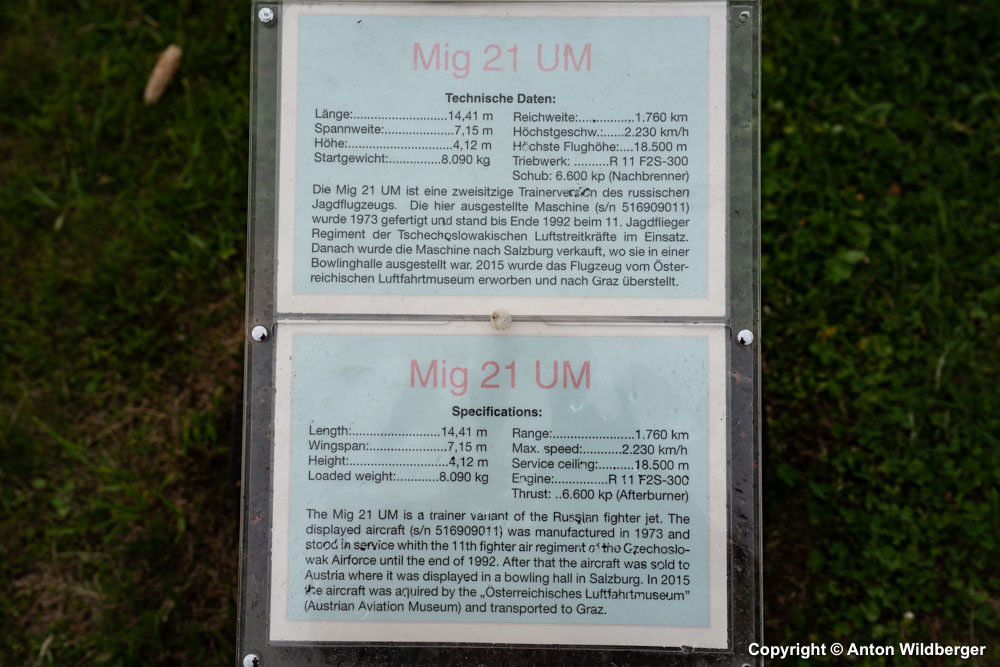 Mig 21 UM
Technische Daten:
Länge:...........................14,41 m
Spannweite:....................7,15 m
Höhe:..............................4,12 m
Startgewicht:...............8.090 kg
Reichweite:................1.760 km
Höchstgeschw.:......2.230 km/h
Höchste Flughöhe:....18.500 m
Triebwerk: ..........R 11 F2S-300
Schub: 6.600 kp (Nachbrenner)
Die Mig 21 UM ist eine zweisitzige Trainerversion des russischen
Jagdflugzeugs. Die hier ausgestellte Maschine (s/n 516909011)
wurde 1973 gefertigt und stand bis Ende 1992 beim 11. Jagdflieger
Regiment der Tschechoslowakischen Luftstreitkräfte im Einsatz.
Danach wurde die Maschine nach Salzburg verkauft, wo sie in einer
Bowlinghalle ausgestellt war. 2015 wurde das Flugzeug vom Öster-
reichischen Luftfahrtmuseum erworben und nach Graz überstellt.
Mig 21 UM
Specifications:
Length:.........................14,41 m
Wingspan:......................7,15 m
Height:............................4,12 m
Loaded weight:............8.090 kg
Range:.......................1.760 km
Max. speed:...........2.230 km/h
Service ceiling:..........18.500 m
Engine:...............R 11 F2S-300
Thrust: ..6.600 kp (Afterburner)
The Mig 21 UM is a trainer variant of the Russian fighter jet. The
displayed aircraft (s/n 516909011) was manufactured in 1973 and
stood in service whith the 11th fighter air regiment of the Czechoslo-
wak Airforce until the end of 1992. After that the aircraft was sold to
Austria where it was displayed in a bowling hall in Salzburg. In 2015
the aircraft was aquired by the „Österreichisches Luftfahrtmuseum”
(Austrian Aviation Museum) and transported to Graz.
Copyright © Anton Wildberger